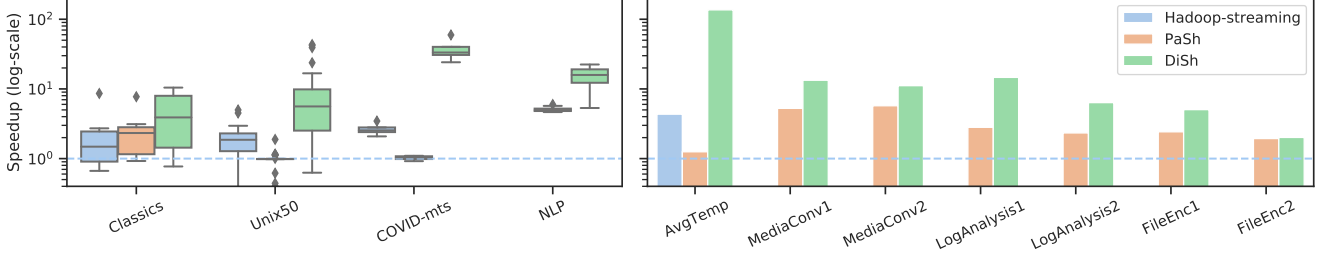 Speedup (log-scale)
10²
10¹
10⁰
Classics
Unix50
COVID-mts
NLP
AvgTemp
MediaConv1
MediaConv2
LogAnalysis1
LogAnalysis2
FileEnc1
FileEnc2
Hadoop-streaming
PaSh
DiSh